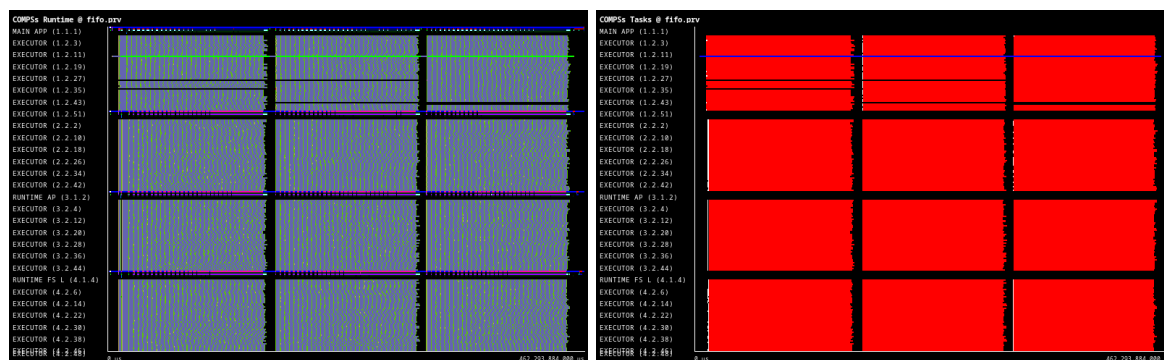 COMPSs Runtime @ fifo.prv
MAIN APP (1.1.1)
EXECUTOR (1.2.3)
EXECUTOR (1.2.11)
EXECUTOR (1.2.19)
EXECUTOR (1.2.27)
EXECUTOR (1.2.35)
EXECUTOR (1.2.43)
EXECUTOR (1.2.51)
EXECUTOR (2.2.2)
EXECUTOR (2.2.10)
EXECUTOR (2.2.18)
EXECUTOR (2.2.26)
EXECUTOR (2.2.34)
EXECUTOR (2.2.42)
RUNTIME AP (3.1.2)
EXECUTOR (3.2.4)
EXECUTOR (3.2.12)
EXECUTOR (3.2.20)
EXECUTOR (3.2.28)
EXECUTOR (3.2.36)
EXECUTOR (3.2.44)
RUNTIME FS L (4.1.4)
EXECUTOR (4.2.6)
EXECUTOR (4.2.14)
EXECUTOR (4.2.22)
EXECUTOR (4.2.30)
EXECUTOR (4.2.38)
0 us
467,293,884,000 us
COMPSs Tasks @ fifo.prv
MAIN APP (1.1.1)
EXECUTOR (1.2.3)
EXECUTOR (1.2.11)
EXECUTOR (1.2.19)
EXECUTOR (1.2.27)
EXECUTOR (1.2.35)
EXECUTOR (1.2.43)
EXECUTOR (1.2.51)
EXECUTOR (2.2.2)
EXECUTOR (2.2.10)
EXECUTOR (2.2.18)
EXECUTOR (2.2.26)
EXECUTOR (2.2.34)
EXECUTOR (2.2.42)
RUNTIME AP (3.1.2)
EXECUTOR (3.2.4)
EXECUTOR (3.2.12)
EXECUTOR (3.2.20)
EXECUTOR (3.2.28)
EXECUTOR (3.2.36)
EXECUTOR (3.2.44)
RUNTIME FS L (4.1.4)
EXECUTOR (4.2.6)
EXECUTOR (4.2.14)
EXECUTOR (4.2.22)
EXECUTOR (4.2.30)
EXECUTOR (4.2.38)
0 us
467,293,884,000 us